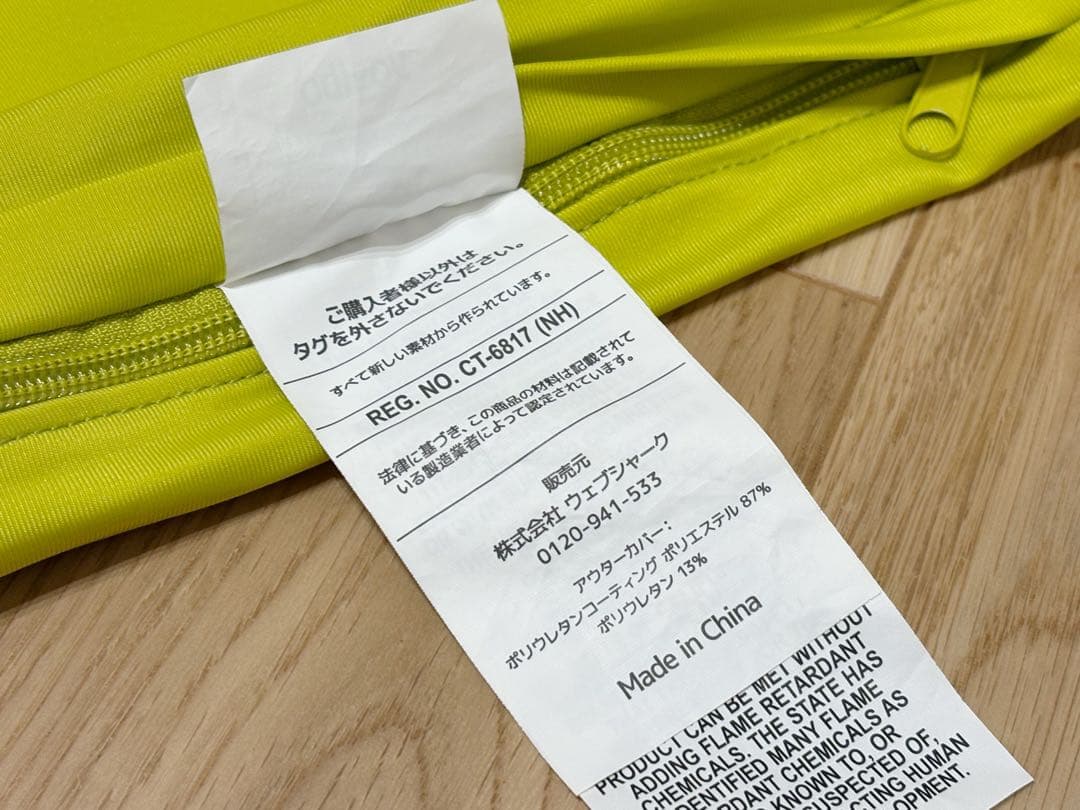 ご購入者様以外は
タグを外さないでください。
すべて新しい素材から作られています。
REG. NO. CT-6817 (NH)
法律に基づき、この商品の材料は記載されて
いる製造業者によって認定されています。
販売元
株式会社 ウェブシャーク
0120-941-533
アウターカバー：
ポリウレタンコーティング ポリエステル 87%
ポリウレタン 13%
Made in China
PRODUCT CAN BE MET WITHOUT
ADDING FLAME RETARDANT
CHEMICALS. THE STATE HAS
MANY FLAME
CHEMICALS AS
KNOWN TO, OR
OF,
HUMAN